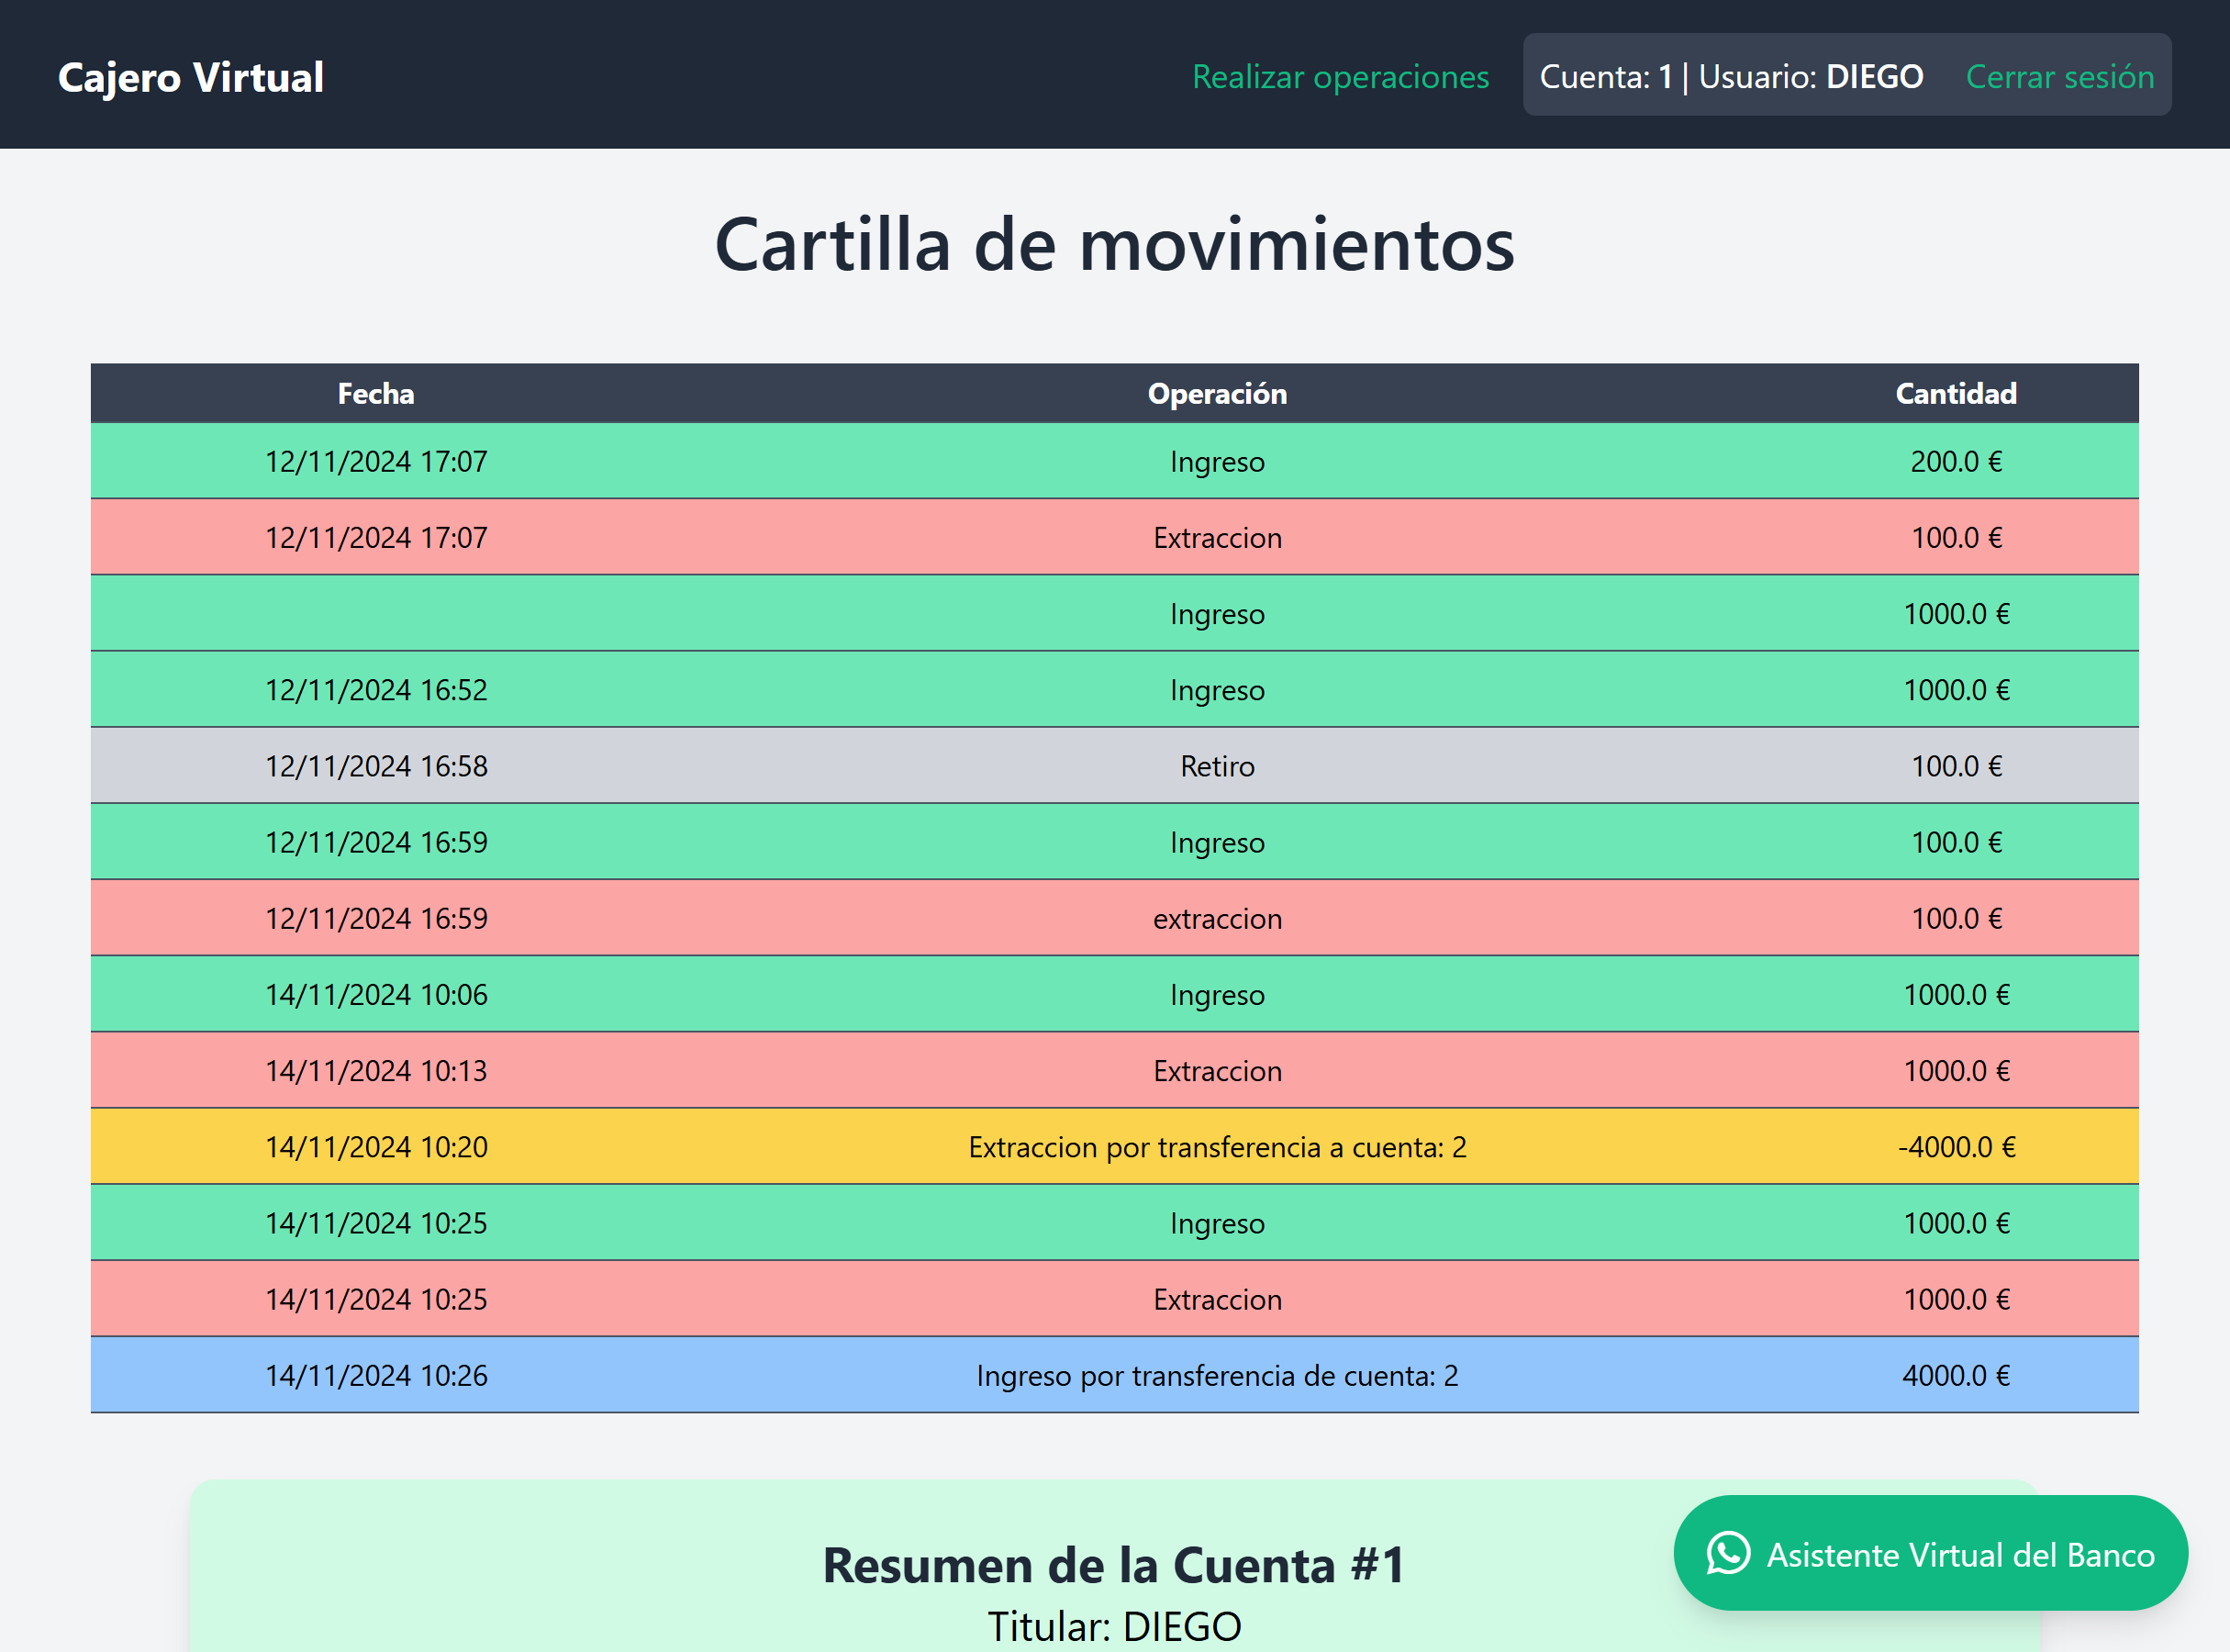 Cajero Virtual
Realizar operaciones
Cuenta: 1 | Usuario: DIEGO
Cerrar sesión
Cartilla de movimientos
Fecha Operación Cantidad
12/11/2024 17:07 Ingreso 200.0 €
12/11/2024 17:07 Extraccion 100.0 €
Ingreso 1000.0 €
12/11/2024 16:52 Ingreso 1000.0 €
12/11/2024 16:58 Retiro 100.0 €
12/11/2024 16:59 Ingreso 100.0 €
12/11/2024 16:59 extraccion 100.0 €
14/11/2024 10:06 Ingreso 1000.0 €
14/11/2024 10:13 Extraccion 1000.0 €
14/11/2024 10:20 Extraccion por transferencia a cuenta: 2 -4000.0 €
14/11/2024 10:25 Ingreso 1000.0 €
14/11/2024 10:25 Extraccion 1000.0 €
14/11/2024 10:26 Ingreso por transferencia de cuenta: 2 4000.0 €
Resumen de la Cuenta #1
Titular: DIEGO
Asistente Virtual del Banco